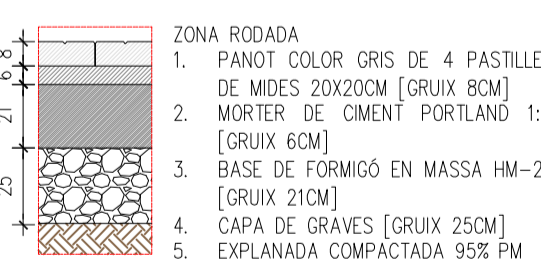 ZONA RODADA
1. PANOT COLOR GRIS DE 4 PASTILLE
DE MIDES 20X20CM [GRUIX 8CM]
2. MORTER DE CIMENT PORTLAND 1:
[GRUIX 6CM]
3. BASE DE FORMIGÓ EN MASSA HM-2
[GRUIX 21CM]
4. CAPA DE GRAVES [GRUIX 25CM]
5. EXPLANADA COMPACTADA 95% PM
8
6
21
25